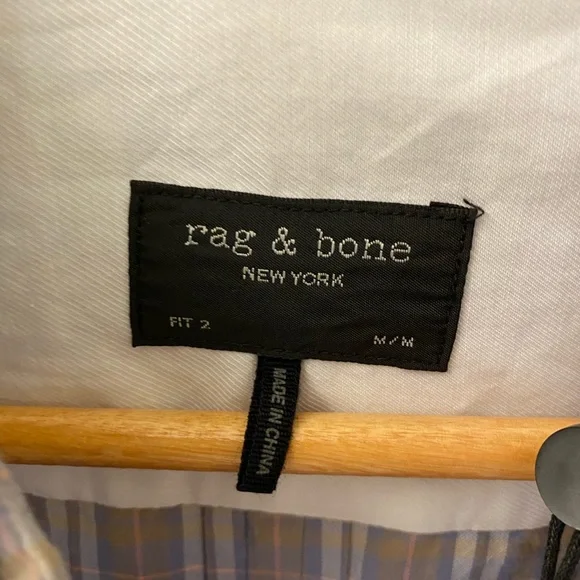 rag & bone
NEW YORK
FIT 2
M/M
MADE IN CHINA